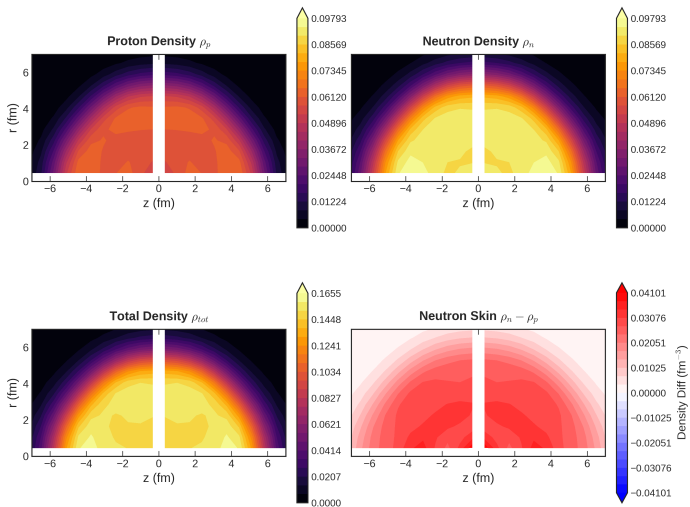 Proton Density ρ_p
r (fm)
6
4
2
0
−6 −4 −2 0 2 4 6
z (fm)
0.09793
0.08569
0.07345
0.06120
0.04896
0.03672
0.02448
0.01224
0.00000
Neutron Density ρ_n
−6 −4 −2 0 2 4 6
z (fm)
0.09793
0.08569
0.07345
0.06120
0.04896
0.03672
0.02448
0.01224
0.00000
Total Density ρ_tot
r (fm)
6
4
2
0
−6 −4 −2 0 2 4 6
z (fm)
0.1655
0.1448
0.1241
0.1034
0.0827
0.0621
0.0414
0.0207
0.0000
Neutron Skin ρ_n − ρ_p
−6 −4 −2 0 2 4 6
z (fm)
0.04101
0.03076
0.02051
0.01025
0.00000
−0.01025
−0.02051
−0.03076
−0.04101
Density Diff (fm⁻³)